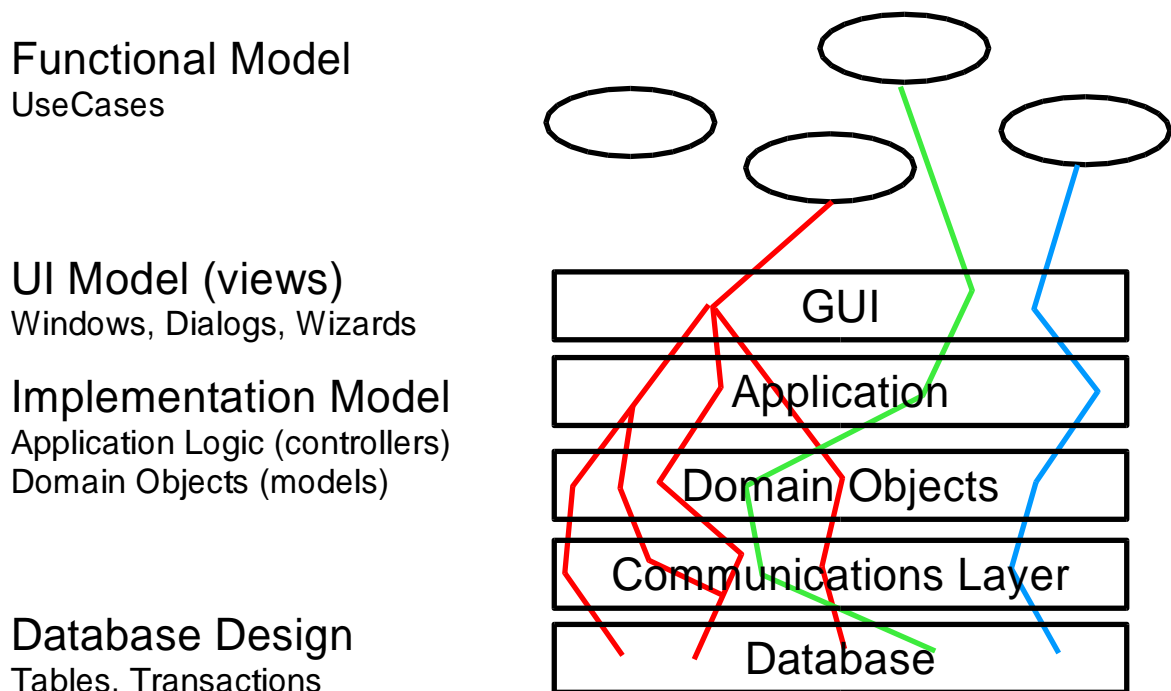 Functional Model
UseCases
UI Model (views)
Windows, Dialogs, Wizards
GUI
Implementation Model
Application Logic (controllers)
Domain Objects (models)
Application
Domain Objects
Communications Layer
Database Design
Tables, Transactions
Database